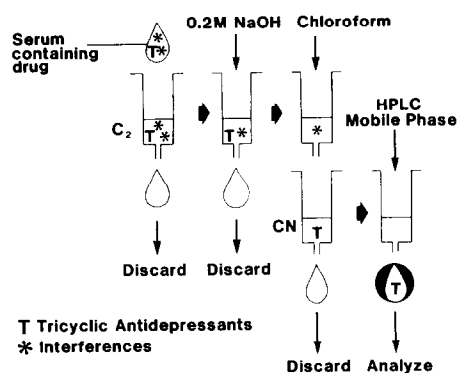 0.2M NaOH Chloroform
Serum
containing
drug
*
T*
HPLC
Mobile Phase
C₂
T**
*
T*
*
CN
T
T
Discard Discard
T Tricyclic Antidepressants
* Interferences
Discard Analyze